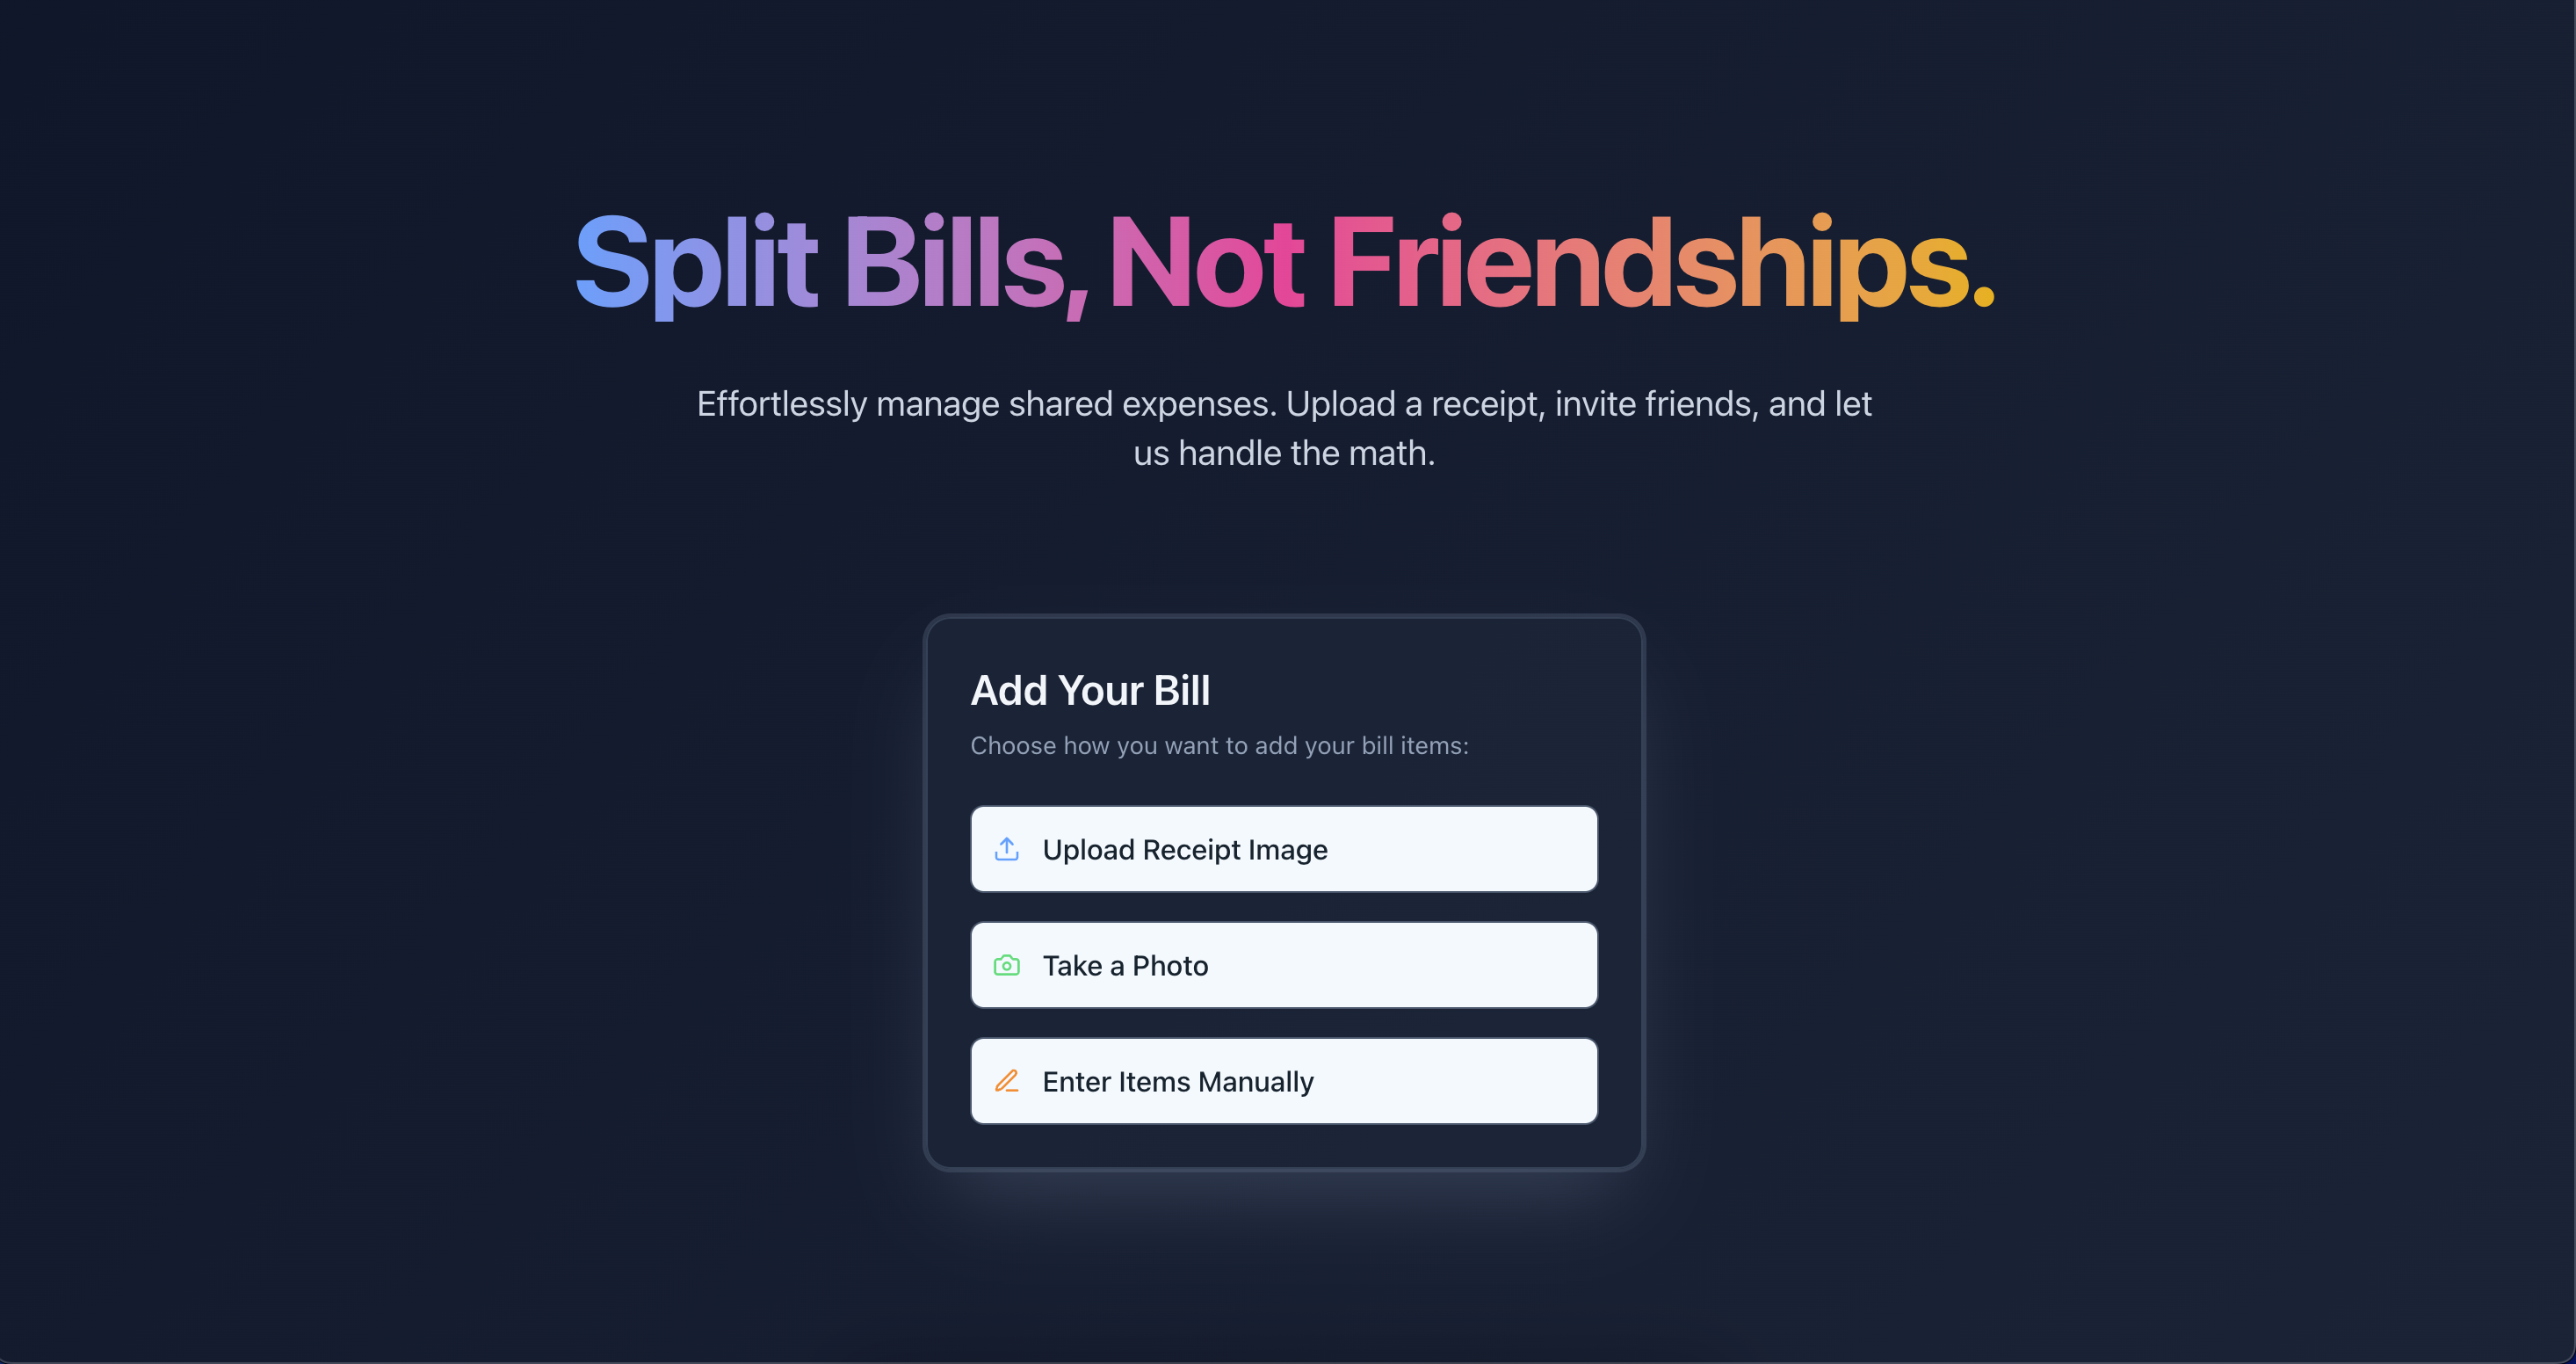 Split Bills, Not Friendships.
Effortlessly manage shared expenses. Upload a receipt, invite friends, and let
us handle the math.
Add Your Bill
Choose how you want to add your bill items:
Upload Receipt Image
Take a Photo
Enter Items Manually